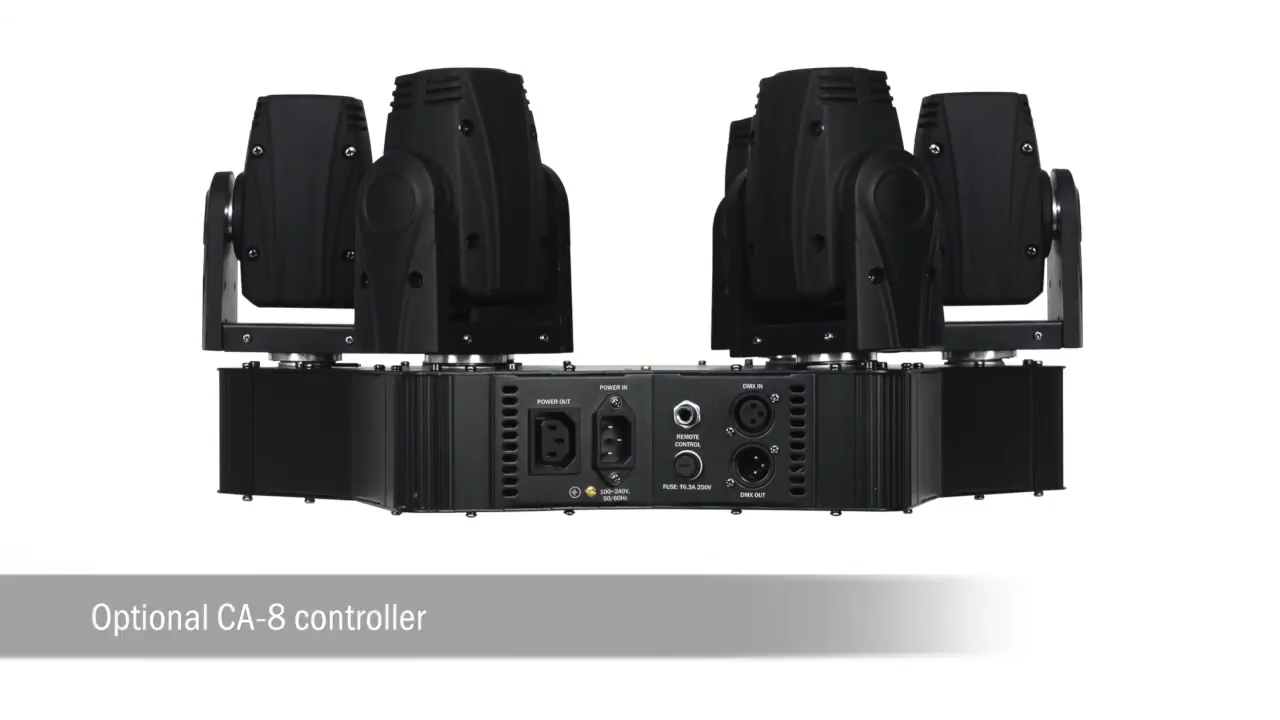 POWER OUT
POWER IN
100~240V,
50/60Hz
REMOTE
CONTROL
FUSE: T6.3A 250V
DMX IN
DMX OUT
Optional CA-8 controller